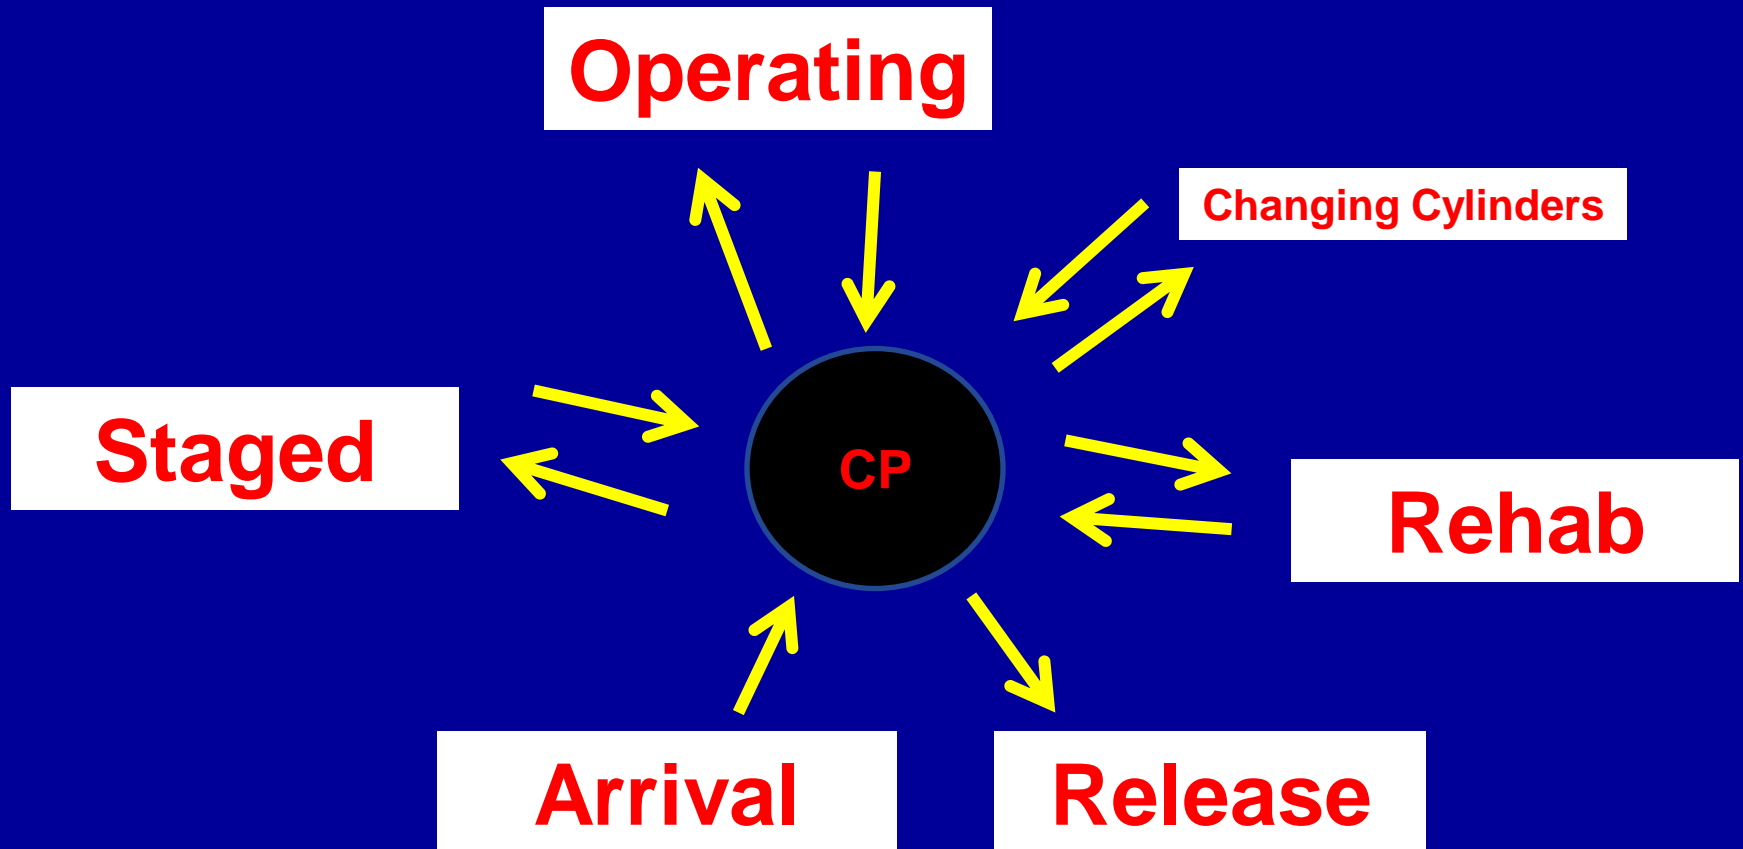 Operating
Changing Cylinders
Staged
CP
Rehab
Arrival
Release